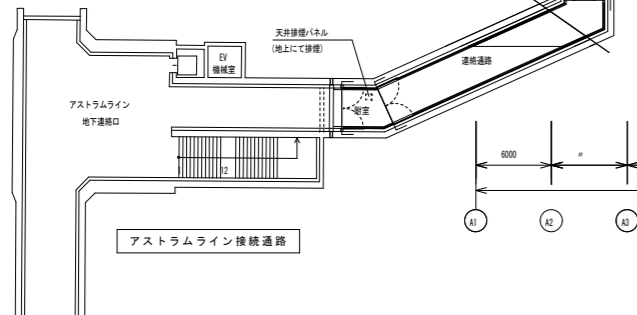 天井排煙パネル
(地上にて排煙)
EV
機械室
連絡通路
アストラムライン
地下連絡口
附室
6000
〃
12
A1
A2
A3
アストラムライン接続通路